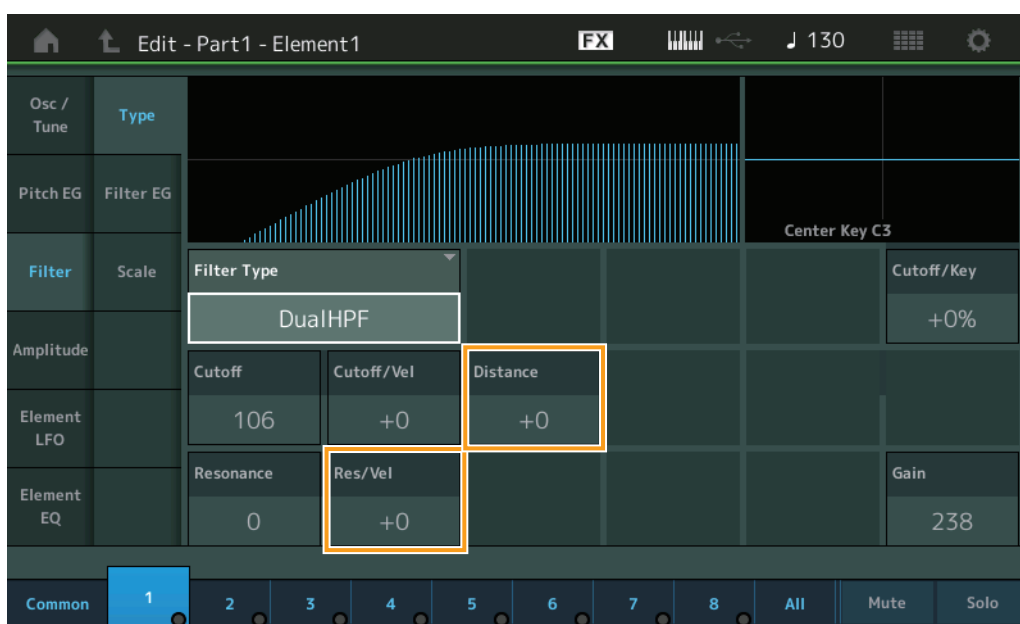 Edit - Part1 - Element1
FX
130
Osc /
Tune
Type
Pitch EG
Filter EG
Center Key C3
Filter
Scale
Filter Type
DualHPF
Cutoff/Key
+0%
Amplitude
Cutoff
106
Cutoff/Vel
+0
Distance
+0
Element
LFO
Resonance
0
Res/Vel
+0
Gain
238
Element
EQ
Common
1
2
3
4
5
6
7
8
All
Mute
Solo